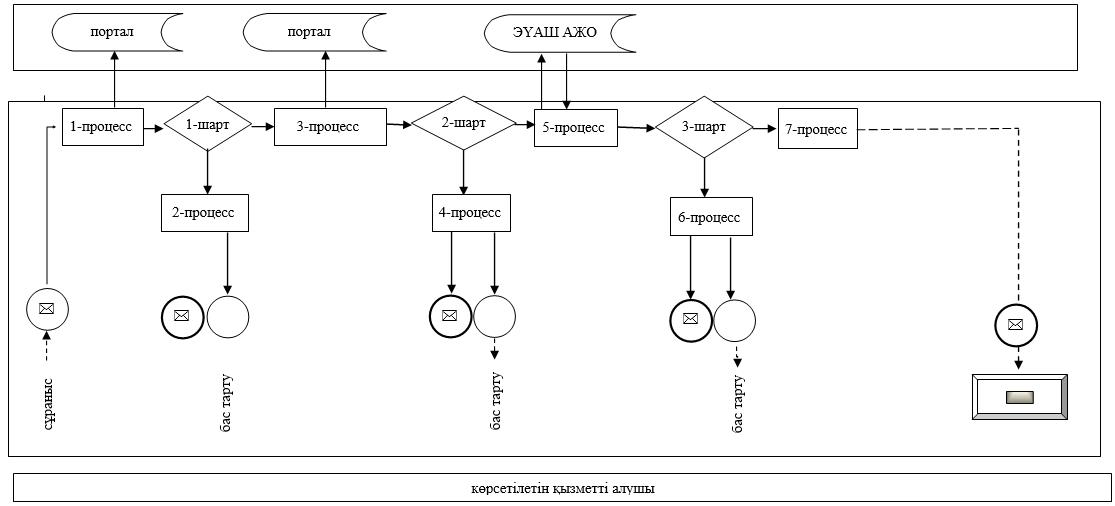 портал
портал
ЭҮАШ АЖО
1-процесс
1-шарт
3-процесс
2-шарт
5-процесс
3-шарт
7-процесс
2-процесс
4-процесс
6-процесс
сұраныс
бас тарту
бас тарту
бас тарту
көрсетілетін қызметті алушы